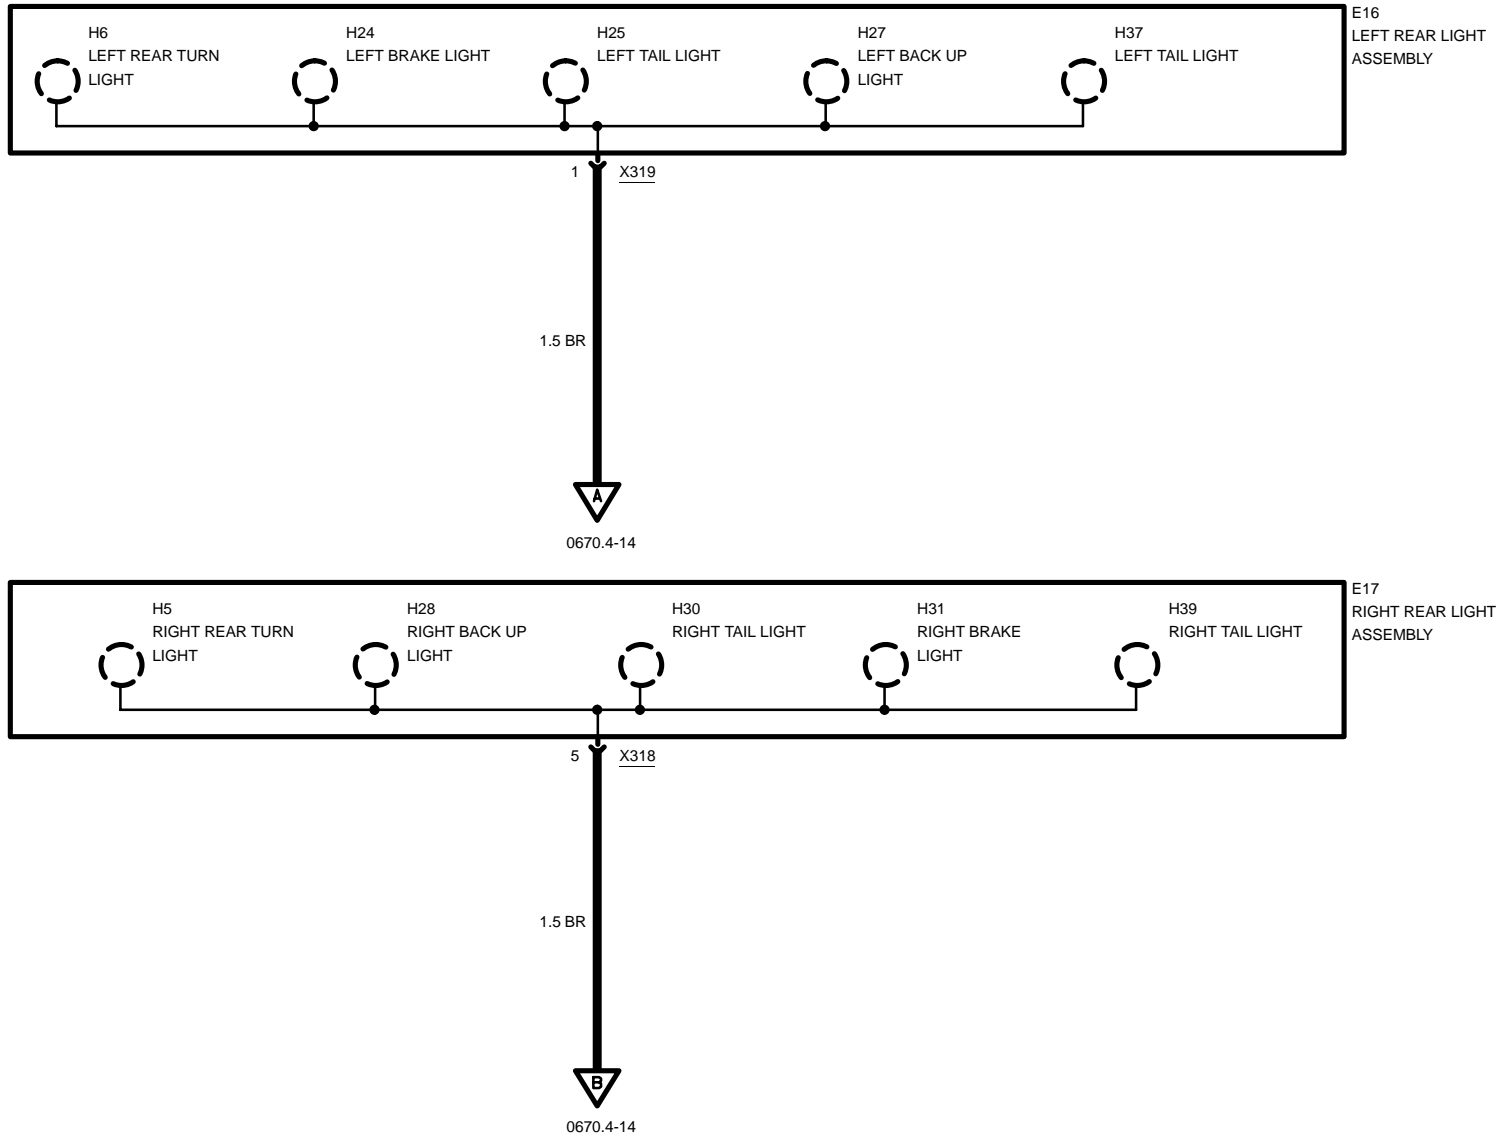 E16
LEFT REAR LIGHT
ASSEMBLY
H6
LEFT REAR TURN
LIGHT
H24
LEFT BRAKE LIGHT
H25
LEFT TAIL LIGHT
H27
LEFT BACK UP
LIGHT
H37
LEFT TAIL LIGHT
1
X319
1.5 BR
A
0670.4-14
E17
RIGHT REAR LIGHT
ASSEMBLY
H5
RIGHT REAR TURN
LIGHT
H28
RIGHT BACK UP
LIGHT
H30
RIGHT TAIL LIGHT
H31
RIGHT BRAKE
LIGHT
H39
RIGHT TAIL LIGHT
5
X318
1.5 BR
B
0670.4-14